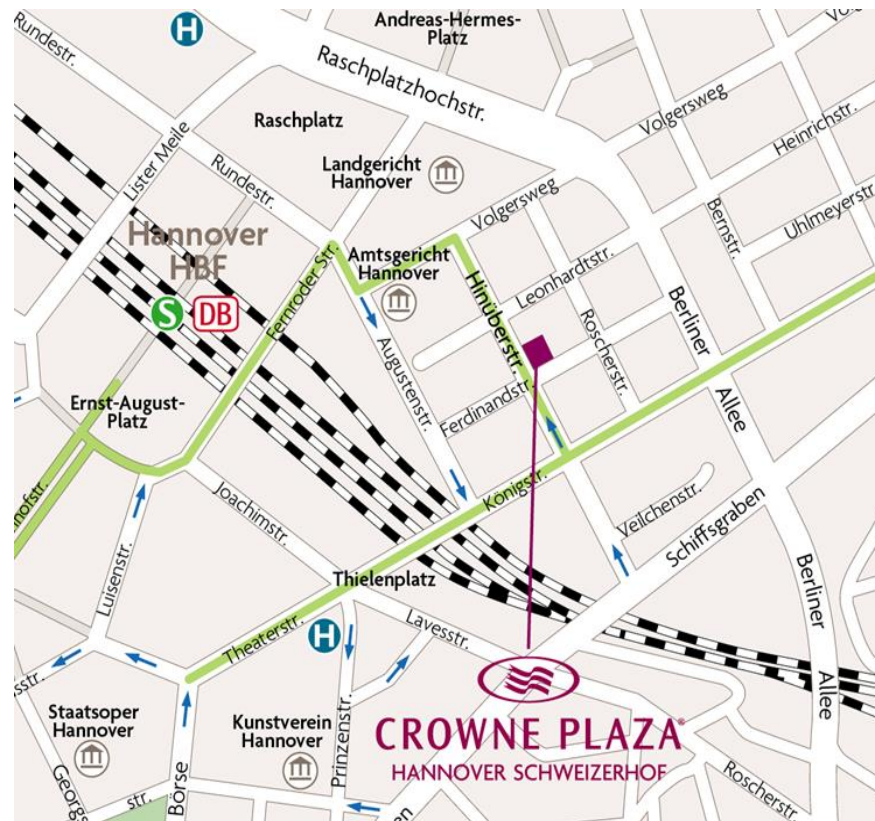 Andreas-Hermes-
Platz
H
Rundestr.
Raschplatzhochstr.
Volgersweg
Heinrichstr.
Raschplatz
Lister Meile
Rundestr.
Landgericht
Hannover
Volgersweg
Bernstr.
Uhlmeyerstr.
Hannover
HBF
Fernroder Str.
Amtsgericht
Hannover
Hinüberstr.
Leonhardtstr.
Berliner
S
DB
Augustenstr.
Roscherstr.
Ernst-August-
Platz
Ferdinandstr.
Allee
Joachimstr.
Königstr.
Veilchenstr.
Schiffsgraben
Luisenstr.
Thielenplatz
Berliner
Theaterstr.
H
Lavesstr.
Allee
Staatsoper
Hannover
Kunstverein
Hannover
Prinzenstr.
CROWNE PLAZA®
HANNOVER SCHWEIZERHOF
Georgs
str.
Börse
Roscherstr.